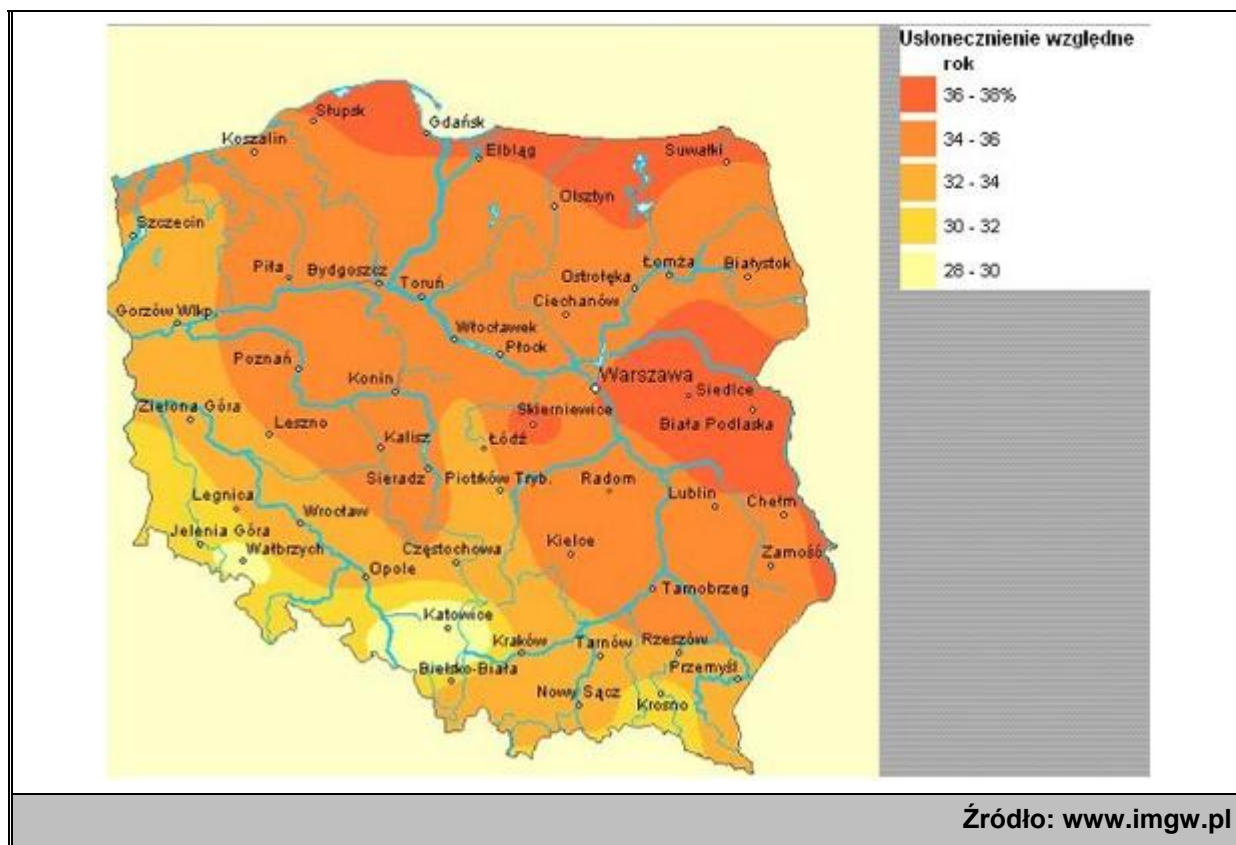 Usłonecznienie względne
rok
36 - 38%
34 - 36
32 - 34
30 - 32
28 - 30
Słupsk
Gdańsk
Koszalin
Elbląg
Suwałki
Olsztyn
Szczecin
Piła
Bydgoszcz
Toruń
Ostrołęka
Łomża
Białystok
Ciechanów
Gorzów Wlkp.
Włocławek
Płock
Poznań
Konin
Warszawa
Siedlce
Zielona Góra
Skierniewice
Biała Podlaska
Leszno
Kalisz
Łódź
Sieradz
Piotrków Tryb.
Radom
Lublin
Chełm
Legnica
Wrocław
Jelenia Góra
Wałbrzych
Częstochowa
Kielce
Zamość
Opole
Tarnobrzeg
Katowice
Kraków
Tarnów
Rzeszów
Bielsko-Biała
Przemyśl
Nowy Sącz
Krosno
Źródło: www.imgw.pl